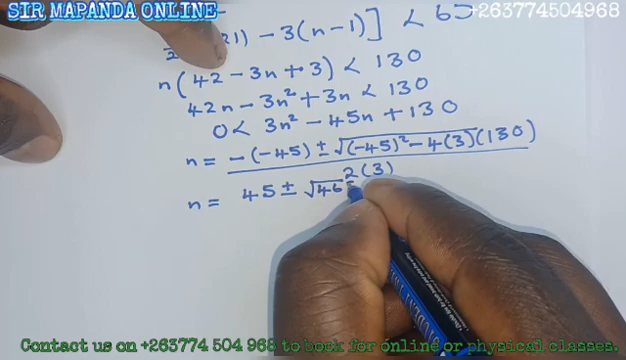 SIR MAPANDA ONLINE
+263774504968
21) - 3(n-1)] < 65
n(42 - 3n + 3) < 130
42n - 3n² + 3n < 130
0 < 3n² - 45n + 130
n = -(-45) ± √(-45)² - 4(3)(130)
2(3)
n = 45 ± √46
Contact us on +263774 504 968 to book for online or physical classes.